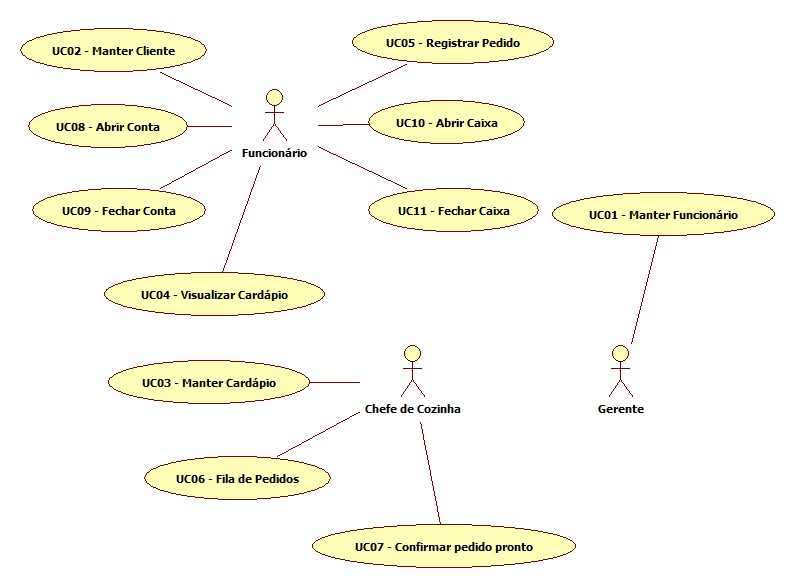 UC02 - Manter Cliente
UC05 - Registrar Pedido
UC08 - Abrir Conta
UC10 - Abrir Caixa
Funcionário
UC09 - Fechar Conta
UC11 - Fechar Caixa
UC01 - Manter Funcionário
UC04 - Visualizar Cardápio
UC03 - Manter Cardápio
Chefe de Cozinha
Gerente
UC06 - Fila de Pedidos
UC07 - Confirmar pedido pronto